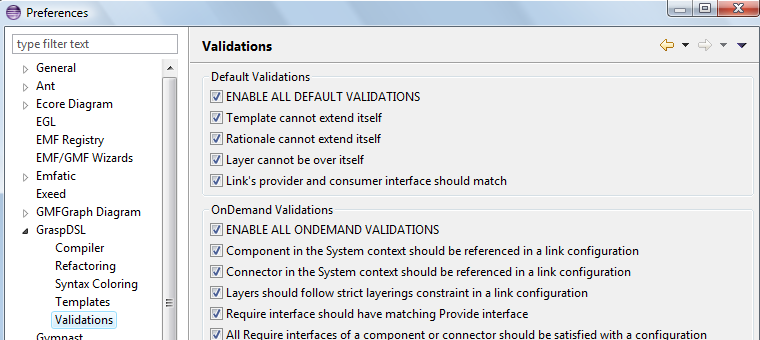 Preferences
type filter text
General
Ant
Ecore Diagram
EGL
EMF Registry
EMF/GMF Wizards
Emfatic
Exeed
GMFGraph Diagram
GraspDSL
Compiler
Refactoring
Syntax Coloring
Templates
Validations
Gymnast
Validations
Default Validations
ENABLE ALL DEFAULT VALIDATIONS
Template cannot extend itself
Rationale cannot extend itself
Layer cannot be over itself
Link's provider and consumer interface should match
OnDemand Validations
ENABLE ALL ONDEMAND VALIDATIONS
Component in the System context should be referenced in a link configuration
Connector in the System context should be referenced in a link configuration
Layers should follow strict layerings constraint in a link configuration
Require interface should have matching Provide interface
All Require interfaces of a component or connector should be satisfied with a configuration